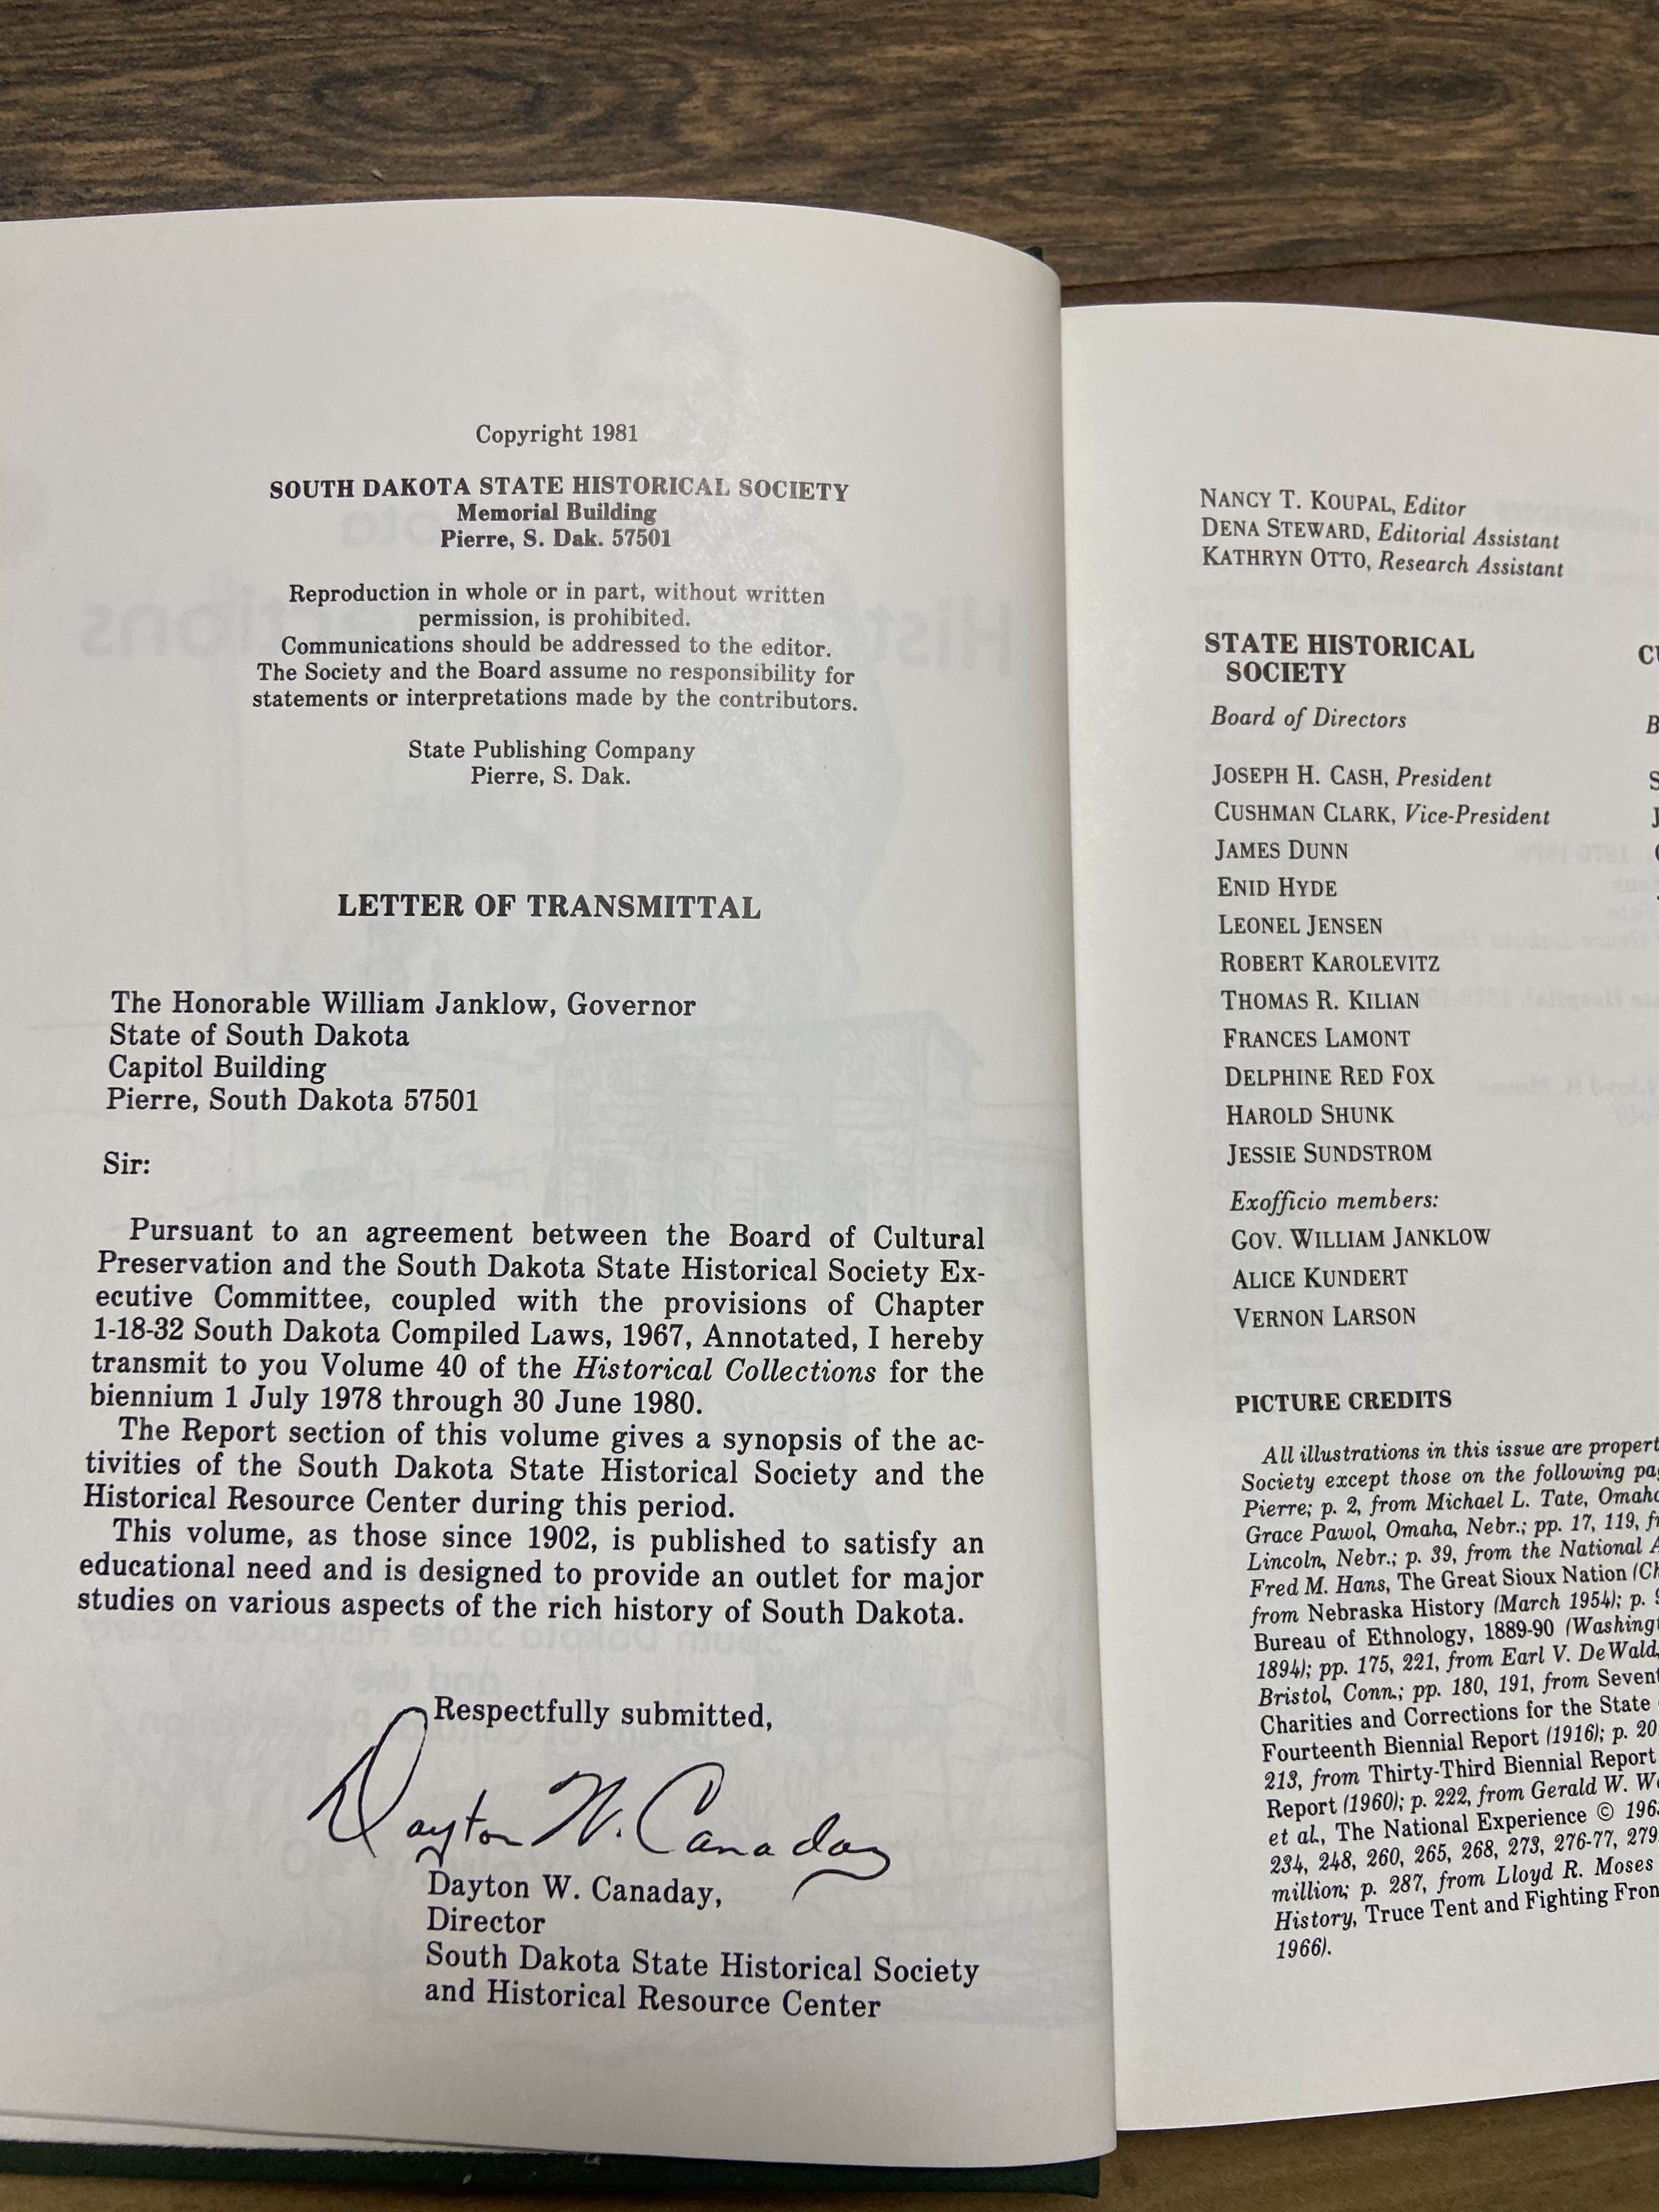 Copyright 1981
SOUTH DAKOTA STATE HISTORICAL SOCIETY
Memorial Building
Pierre, S. Dak. 57501
Reproduction in whole or in part, without written
permission, is prohibited.
Communications should be addressed to the editor.
The Society and the Board assume no responsibility for
statements or interpretations made by the contributors.
State Publishing Company
Pierre, S. Dak.
LETTER OF TRANSMITTAL
The Honorable William Janklow, Governor
State of South Dakota
Capitol Building
Pierre, South Dakota 57501
Sir:
Pursuant to an agreement between the Board of Cultural
Preservation and the South Dakota State Historical Society Ex-
ecutive Committee, coupled with the provisions of Chapter
1-18-32 South Dakota Compiled Laws, 1967, Annotated, I hereby
transmit to you Volume 40 of the Historical Collections for the
biennium 1 July 1978 through 30 June 1980.
The Report section of this volume gives a synopsis of the ac-
tivities of the South Dakota State Historical Society and the
Historical Resource Center during this period.
This volume, as those since 1902, is published to satisfy an
educational need and is designed to provide an outlet for major
studies on various aspects of the rich history of South Dakota.
Respectfully submitted,
Dayton W. Canaday
Dayton W. Canaday,
Director
South Dakota State Historical Society
and Historical Resource Center
NANCY T. KOUPAL, Editor
DENA STEWARD, Editorial Assistant
KATHRYN OTTO, Research Assistant
STATE HISTORICAL
SOCIETY
Board of Directors
JOSEPH H. CASH, President
CUSHMAN CLARK, Vice-President
JAMES DUNN
ENID HYDE
LEONEL JENSEN
ROBERT KAROLEVITZ
THOMAS R. KILIAN
FRANCES LAMONT
DELPHINE RED FOX
HAROLD SHUNK
JESSIE SUNDSTROM
Exofficio members:
GOV. WILLIAM JANKLOW
ALICE KUNDERT
VERNON LARSON
PICTURE CREDITS
All illustrations in this issue are
Society except those on the following
Pierre; p. 2, from Michael L. Tate,
Grace Pawol, Omaha, Nebr.; pp. 17, 119,
Lincoln, Nebr.; p. 39, from the National
Fred M. Hans, The Great Sioux Nation
from Nebraska History (March 1954); p.
Bureau of Ethnology, 1889-90
1894); pp. 175, 221, from Earl V. DeWald,
Bristol, Conn.; pp. 180, 191, from
Charities and Corrections for the State
Fourteenth Biennial Report (1916); p.
213, from Thirty-Third Biennial Report
Report (1960); p. 222, from Gerald W.
et al., The National Experience ©
234, 248, 260, 265, 268, 273, 276-77,
million; p. 287, from Lloyd R. Moses
History, Truce Tent and Fighting
1966).